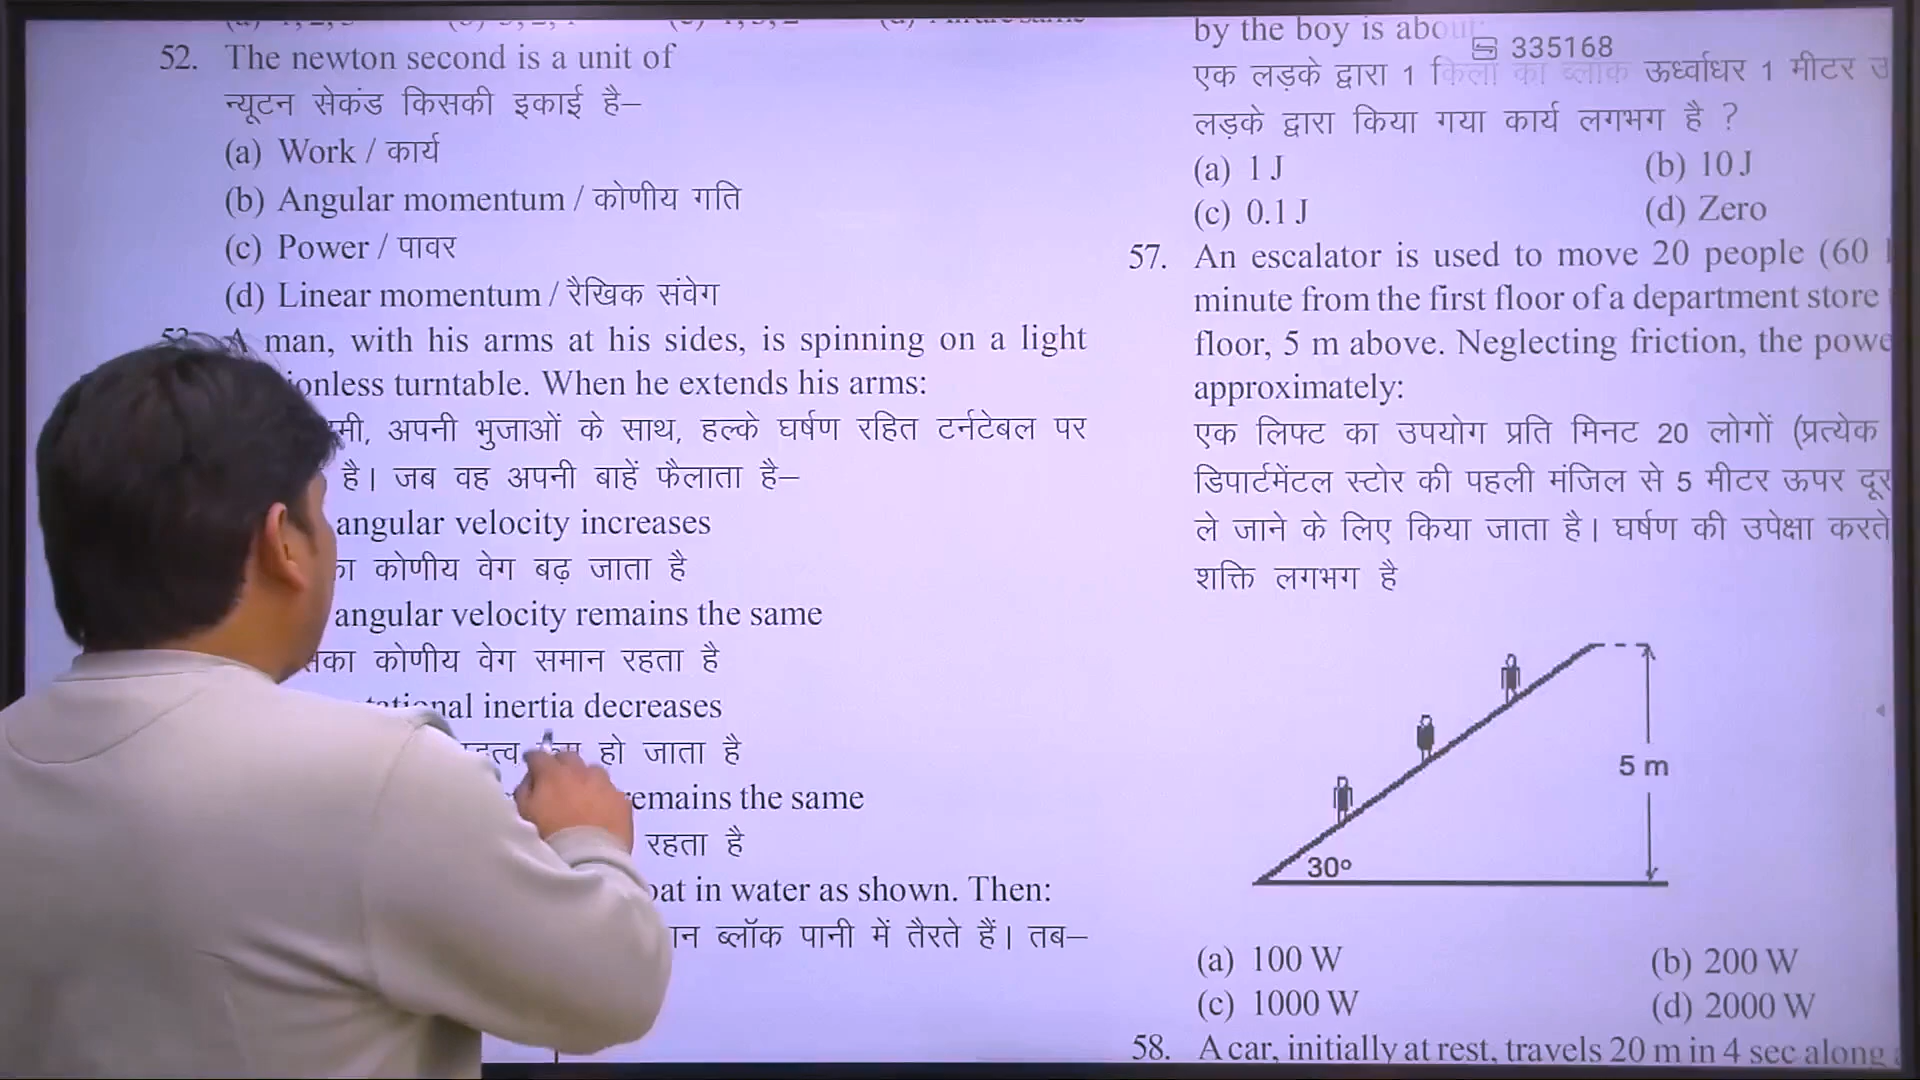 52. The newton second is a unit of
न्यूटन सेकंड किसकी इकाई है–
(a) Work / कार्य
(b) Angular momentum / कोणीय गति
(c) Power / पावर
(d) Linear momentum / रैखिक संवेग
A man, with his arms at his sides, is spinning on a light
turntable. When he extends his arms:
अपनी भुजाओं के साथ, हल्के घर्षण रहित टर्नटेबल पर
है। जब वह अपनी बाहें फैलाता है–
angular velocity increases
कोणीय वेग बढ़ जाता है
angular velocity remains the same
कोणीय वेग समान रहता है
inertia decreases
हो जाता है
remains the same
रहता है
in water as shown. Then:
ब्लॉक पानी में तैरते हैं। तब–
by the boy is about
335168
एक लड़के द्वारा 1 किलो का ब्लॉक ऊर्ध्वाधर 1 मीटर
लड़के द्वारा किया गया कार्य लगभग है ?
(a) 1 J
(b) 10 J
(c) 0.1 J
(d) Zero
57. An escalator is used to move 20 people (60
minute from the first floor of a department store
floor, 5 m above. Neglecting friction, the
approximately:
एक लिफ्ट का उपयोग प्रति मिनट 20 लोगों (प्रत्येक
डिपार्टमेंटल स्टोर की पहली मंजिल से 5 मीटर ऊपर
ले जाने के लिए किया जाता है। घर्षण की उपेक्षा करते
शक्ति लगभग है
5 m
30°
(a) 100 W
(b) 200 W
(c) 1000 W
(d) 2000 W
58. A car, initially at rest, travels 20 m in 4 sec along